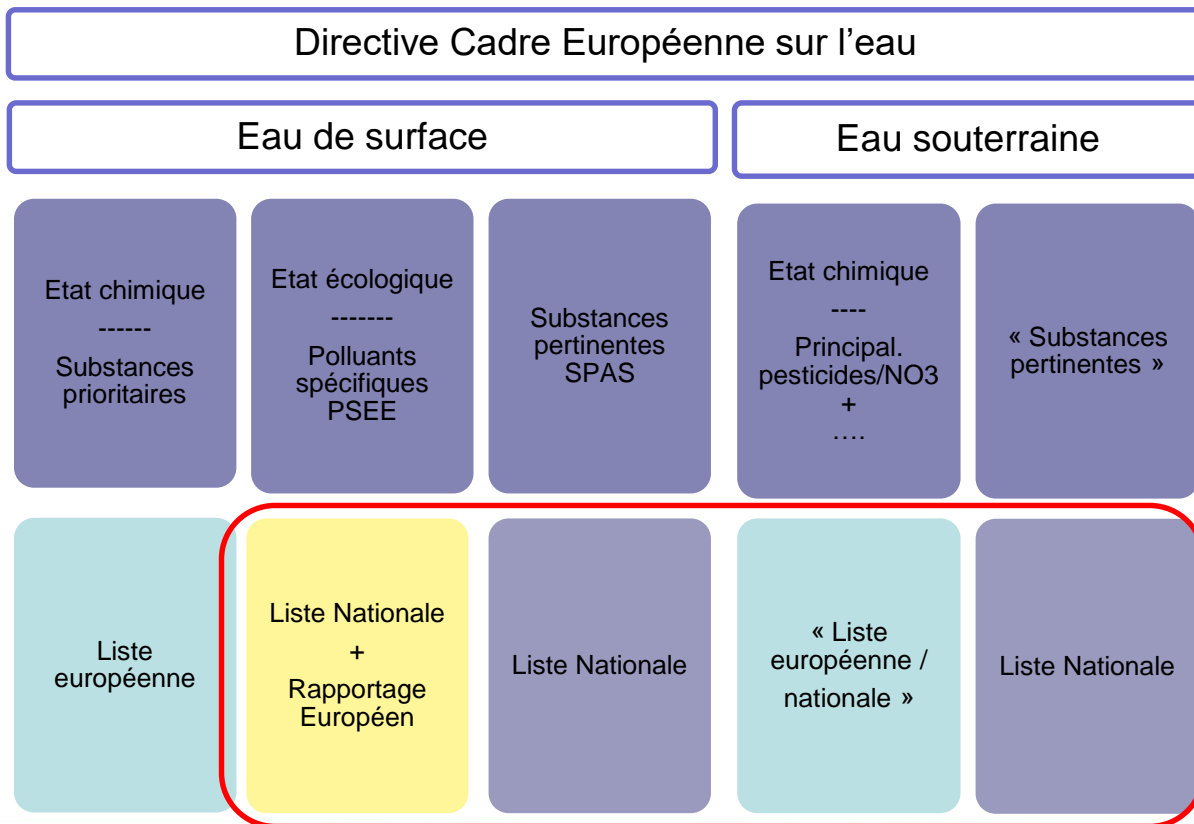 Directive Cadre Européenne sur l’eau
Eau de surface
Eau souterraine
Etat chimique
------
Substances
prioritaires
Etat écologique
-------
Polluants
spécifiques
PSEE
Substances
pertinentes
SPAS
Etat chimique
----
Principal.
pesticides/NO3
+
….
« Substances
pertinentes »
Liste
européenne
Liste Nationale
+
Rapportage
Européen
Liste Nationale
« Liste
européenne /
nationale »
Liste Nationale